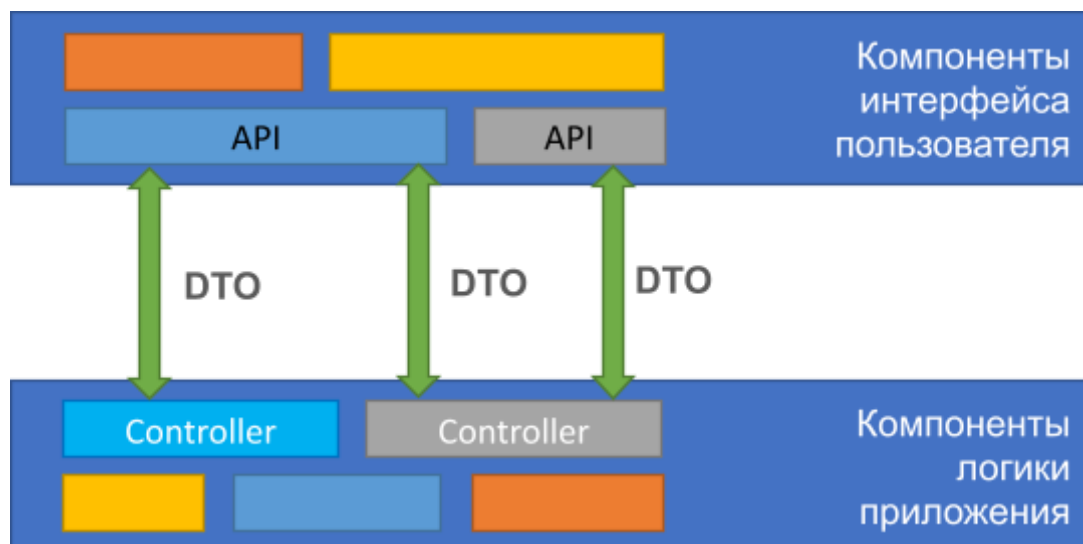 Компоненты
интерфейса
пользователя
API
API
DTO
DTO
DTO
Controller
Controller
Компоненты
логики
приложения